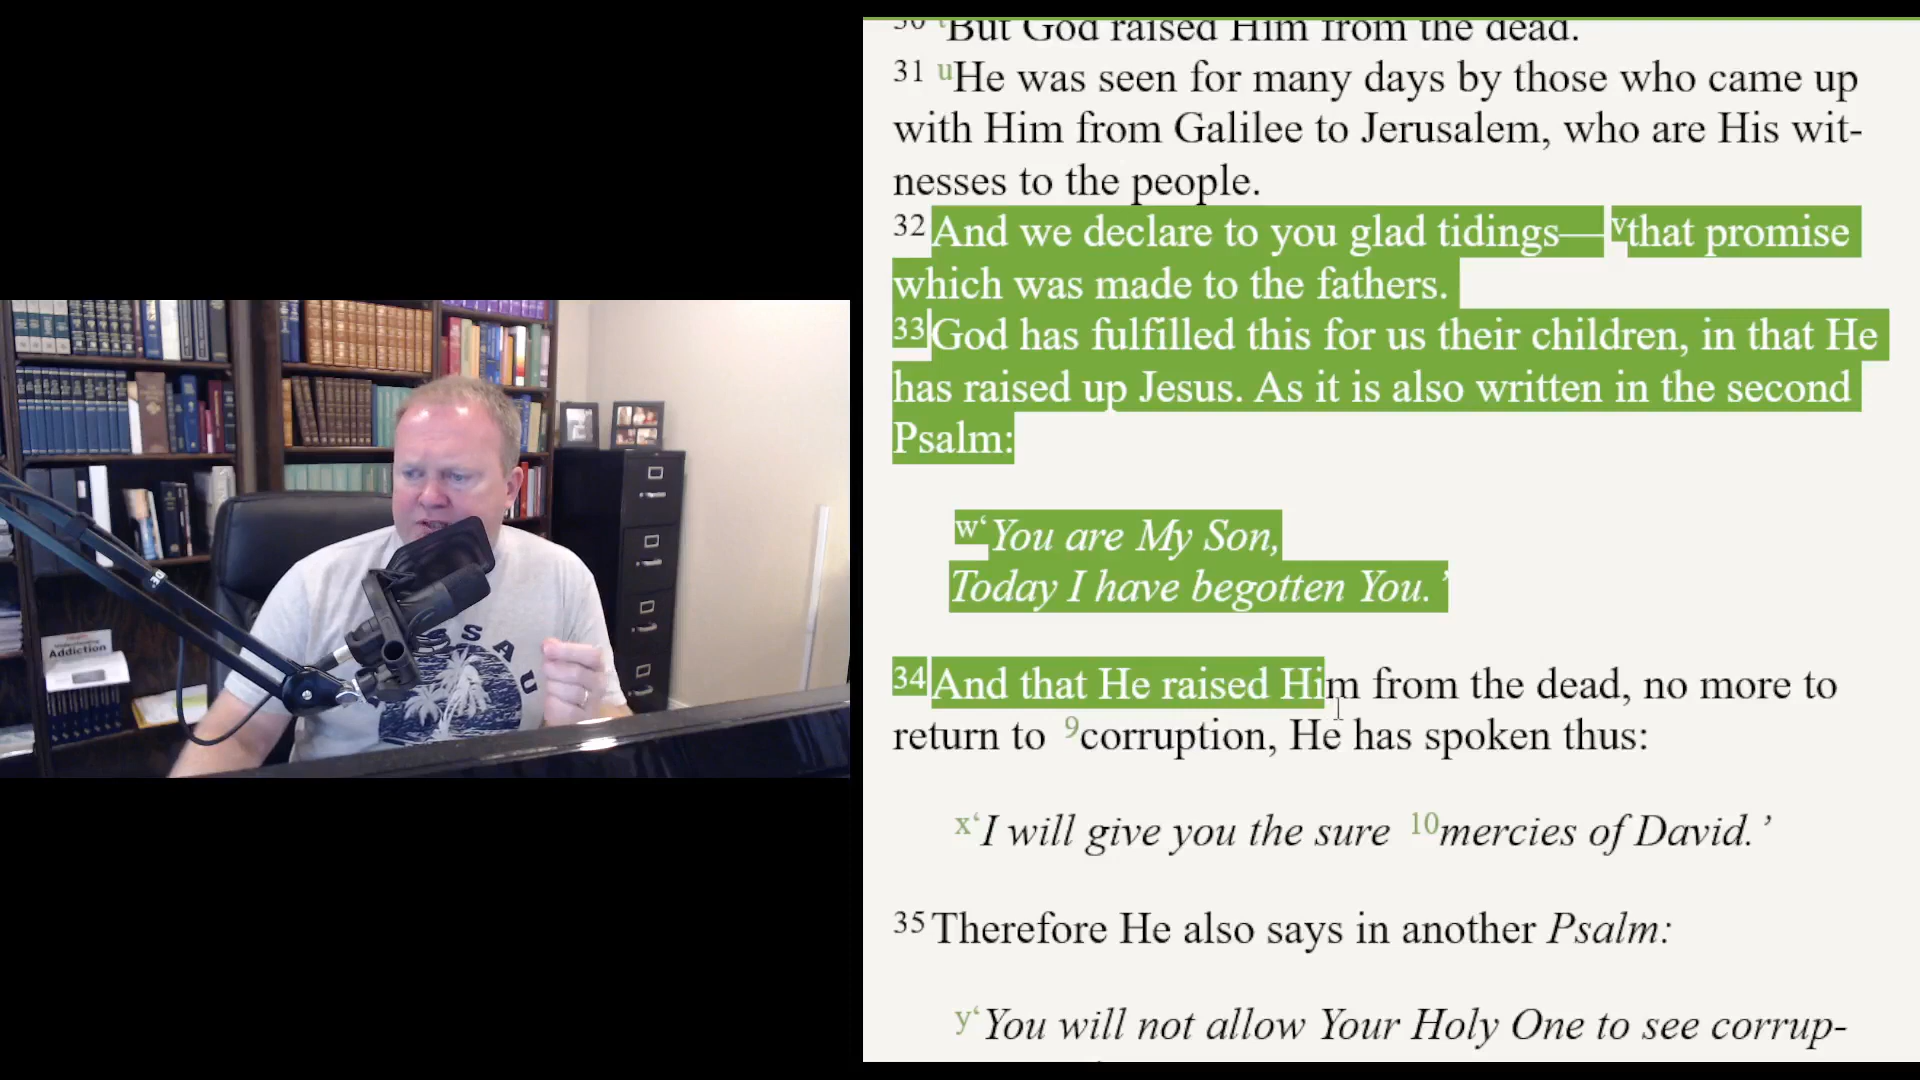 30 tBut God raised Him from the dead.
31 uHe was seen for many days by those who came up
with Him from Galilee to Jerusalem, who are His wit-
nesses to the people.
32 And we declare to you glad tidings— vthat promise
which was made to the fathers.
33 God has fulfilled this for us their children, in that He
has raised up Jesus. As it is also written in the second
Psalm:
w‘You are My Son,
Today I have begotten You.’
34 And that He raised Him from the dead, no more to
return to 9corruption, He has spoken thus:
x‘I will give you the sure 10mercies of David.’
35 Therefore He also says in another Psalm:
y‘You will not allow Your Holy One to see corrup-
Addiction
SSAU